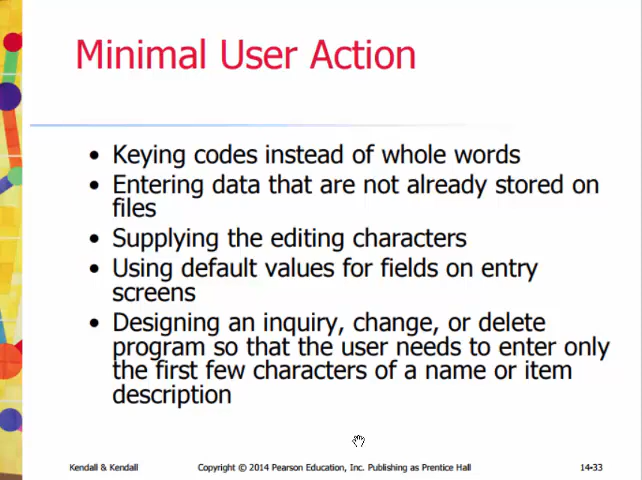 Minimal User Action
• Keying codes instead of whole words
• Entering data that are not already stored on
files
• Supplying the editing characters
• Using default values for fields on entry
screens
• Designing an inquiry, change, or delete
program so that the user needs to enter only
the first few characters of a name or item
description
Kendall & Kendall
Copyright © 2014 Pearson Education, Inc. Publishing as Prentice Hall
14-33